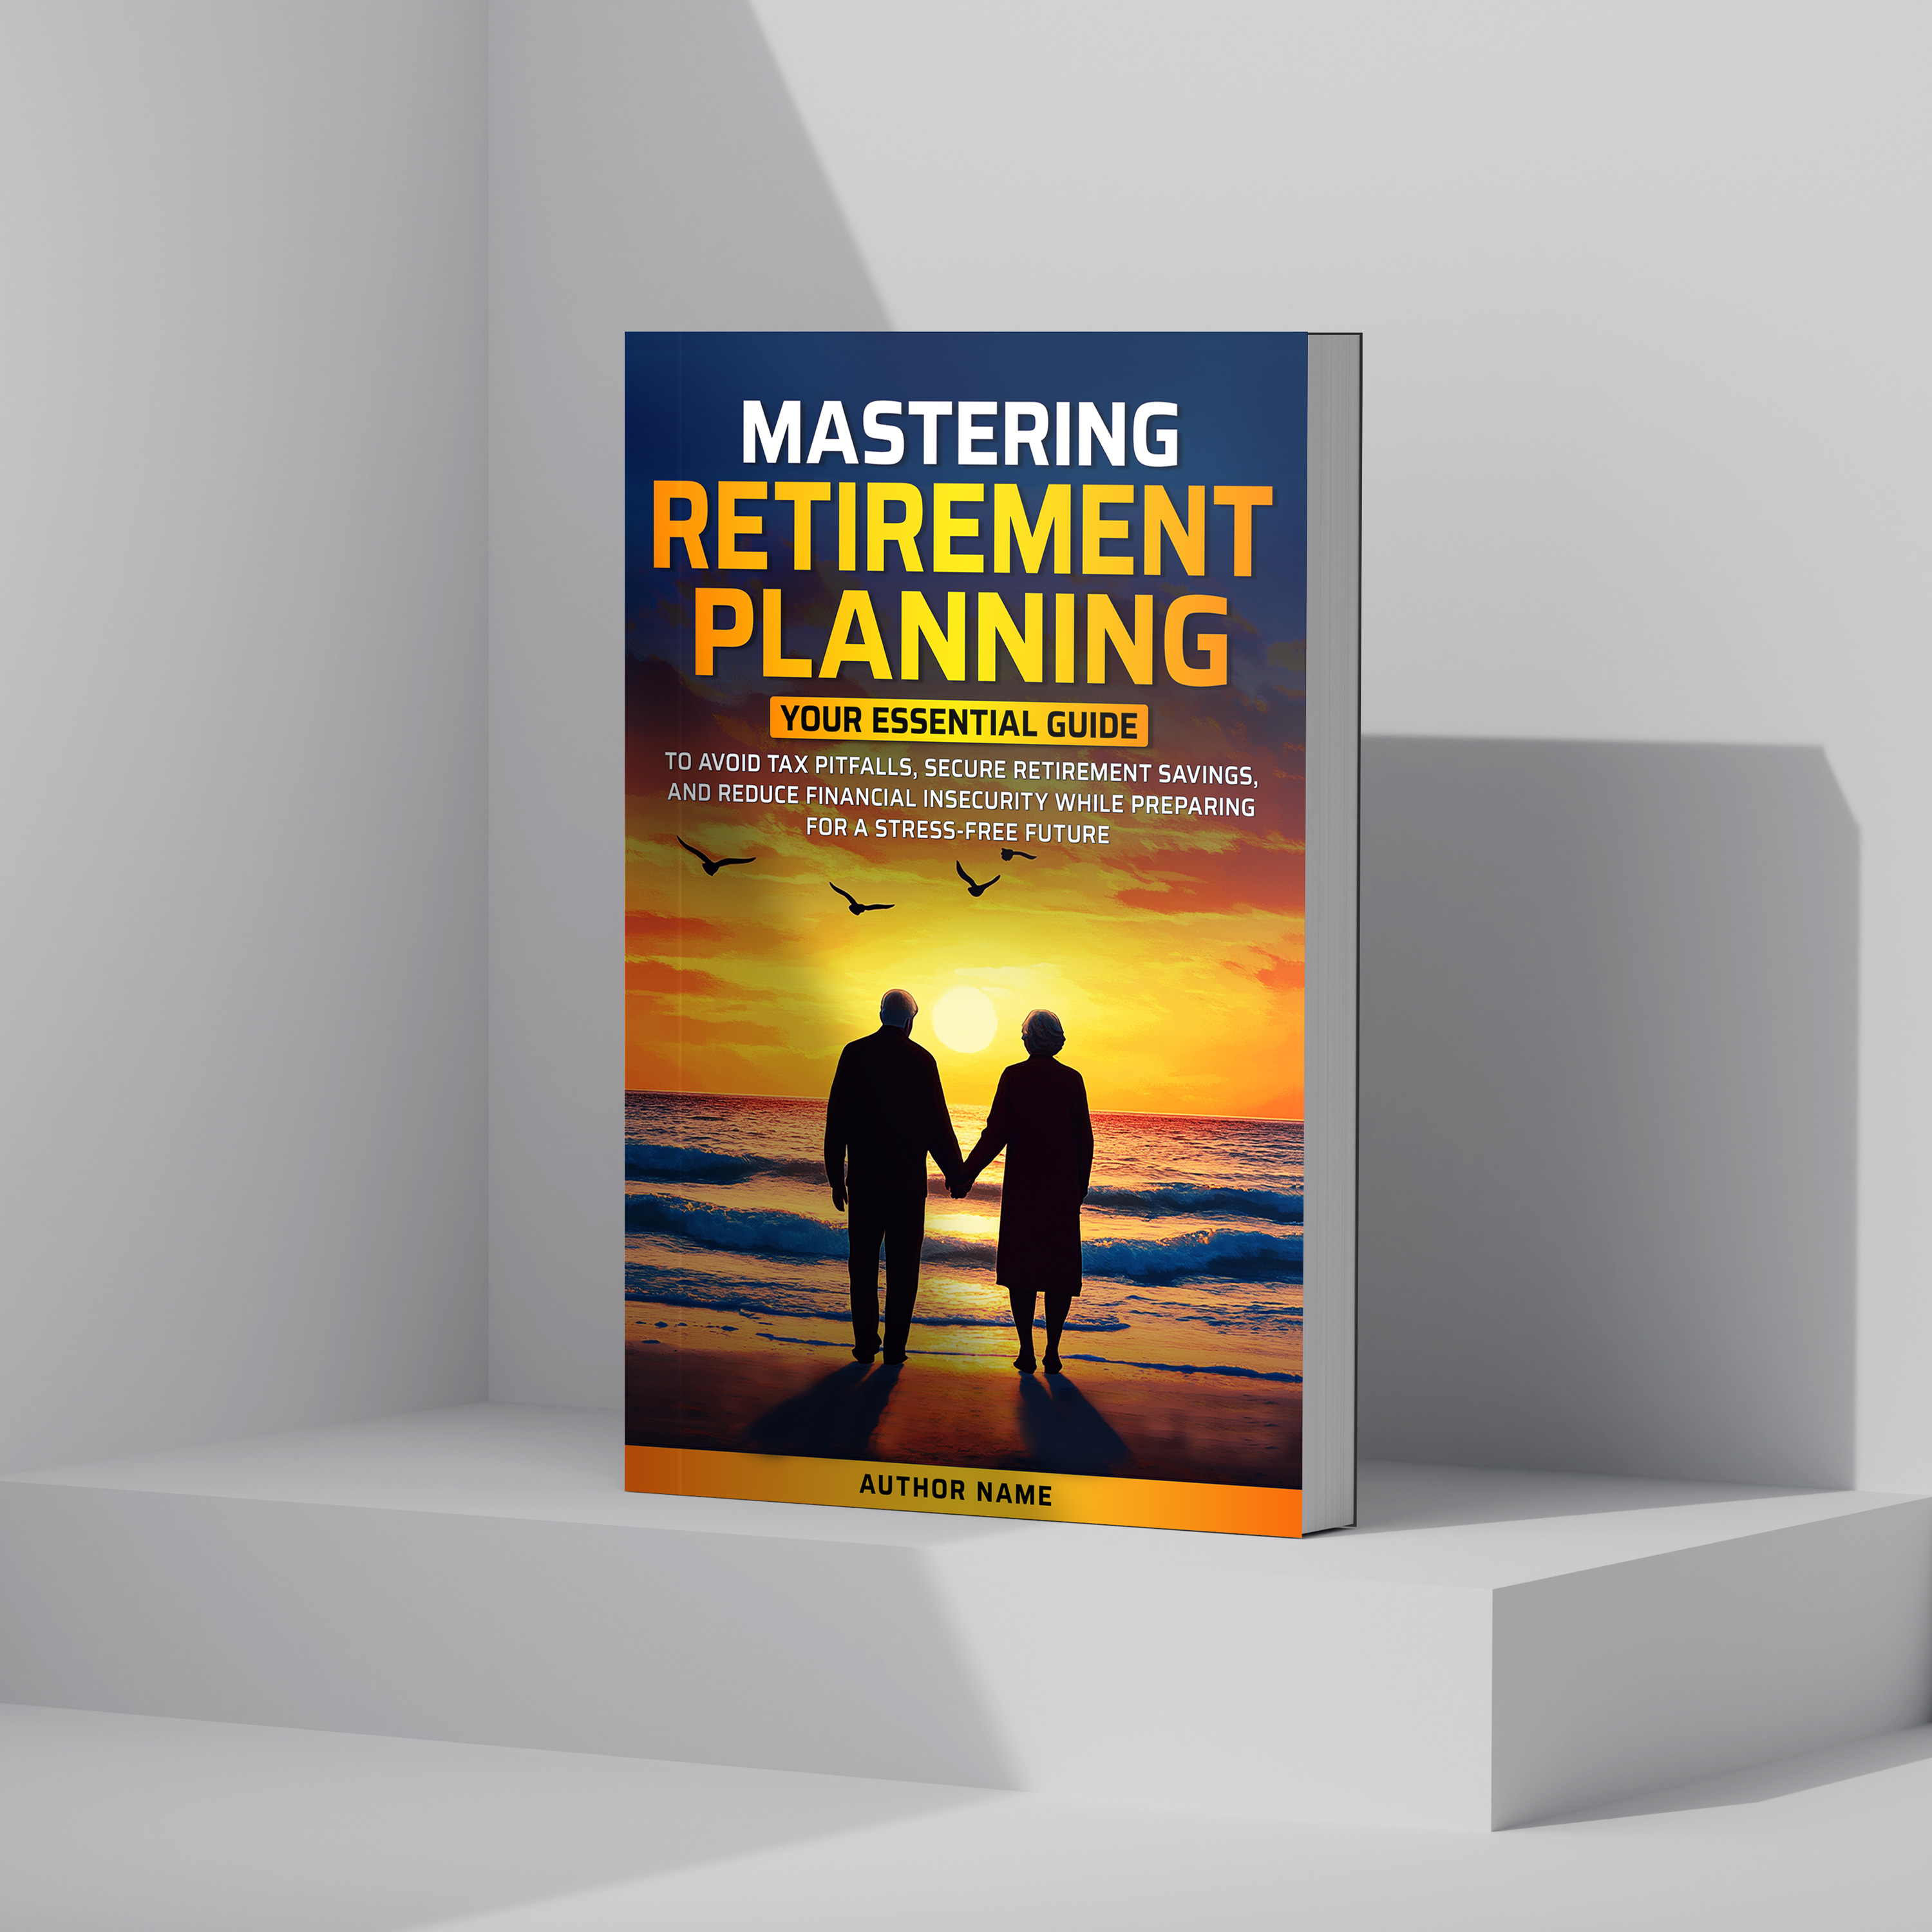 MASTERING
RETIREMENT
PLANNING
YOUR ESSENTIAL GUIDE
TO AVOID TAX PITFALLS, SECURE RETIREMENT SAVINGS,
AND REDUCE FINANCIAL INSECURITY WHILE PREPARING
FOR A STRESS-FREE FUTURE
AUTHOR NAME